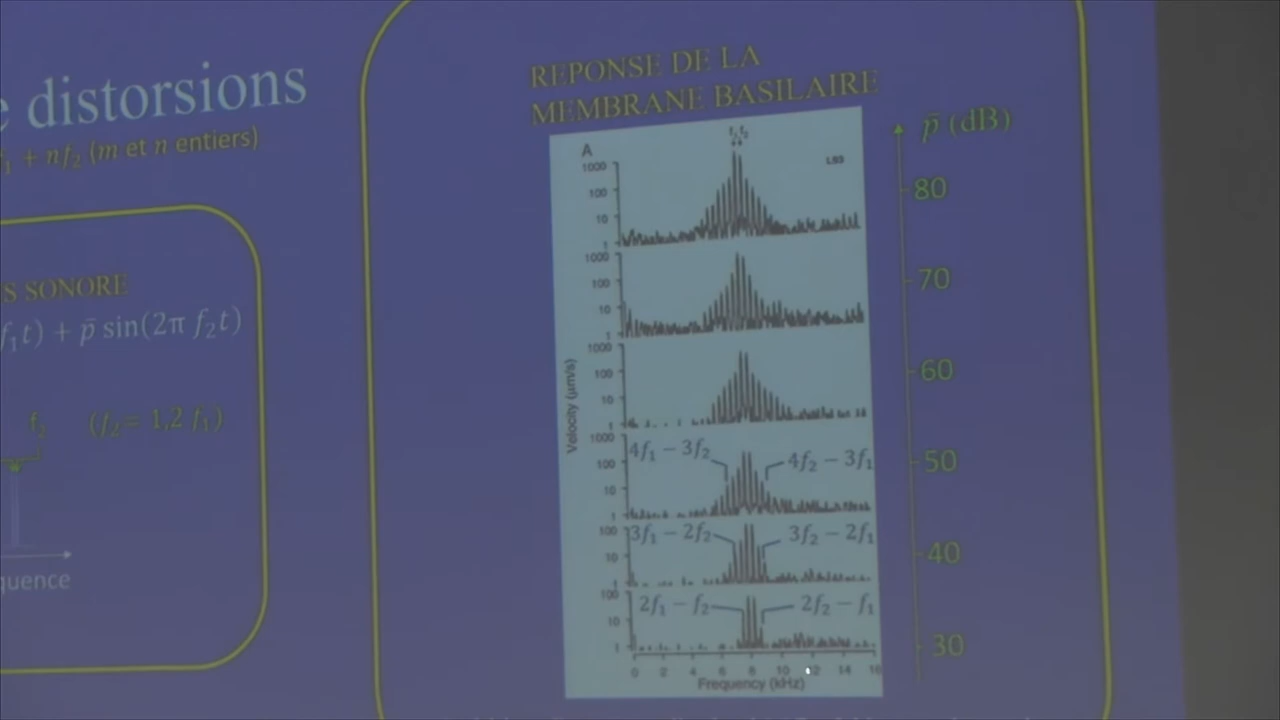 e distorsions
f₁ + nf₂ (m et n entiers)
S SONORE
f₁t) + p̄ sin(2π f₂t)
f₂ (f₂ = 1,2 f₁)
quence
REPONSE DE LA
MEMBRANE BASILAIRE
A
f₁ f₂
1000
100
10
1
1000
100
10
1
1000
100
10
1
Velocity (μm/s)
1000
4f₁ − 3f₂ 4f₂ − 3f₁
100
10
1
100
3f₁ − 2f₂ 3f₂ − 2f₁
10
1
100
2f₁ − f₂ 2f₂ − f₁
10
1
0 2 4 6 8 10 12 14 16
Frequency (kHz)
p̄ (dB)
80
70
60
50
40
30